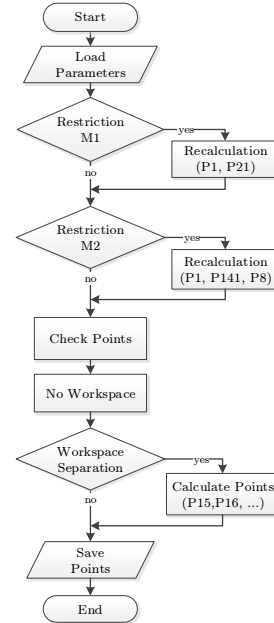 Start
Load
Parameters
Restriction
M1
yes
Recalculation
(P1, P21)
no
Restriction
M2
yes
Recalculation
(P1, P141, P8)
no
Check Points
No Workspace
Workspace
Separation
yes
Calculate Points
(P15,P16, ...)
no
Save
Points
End